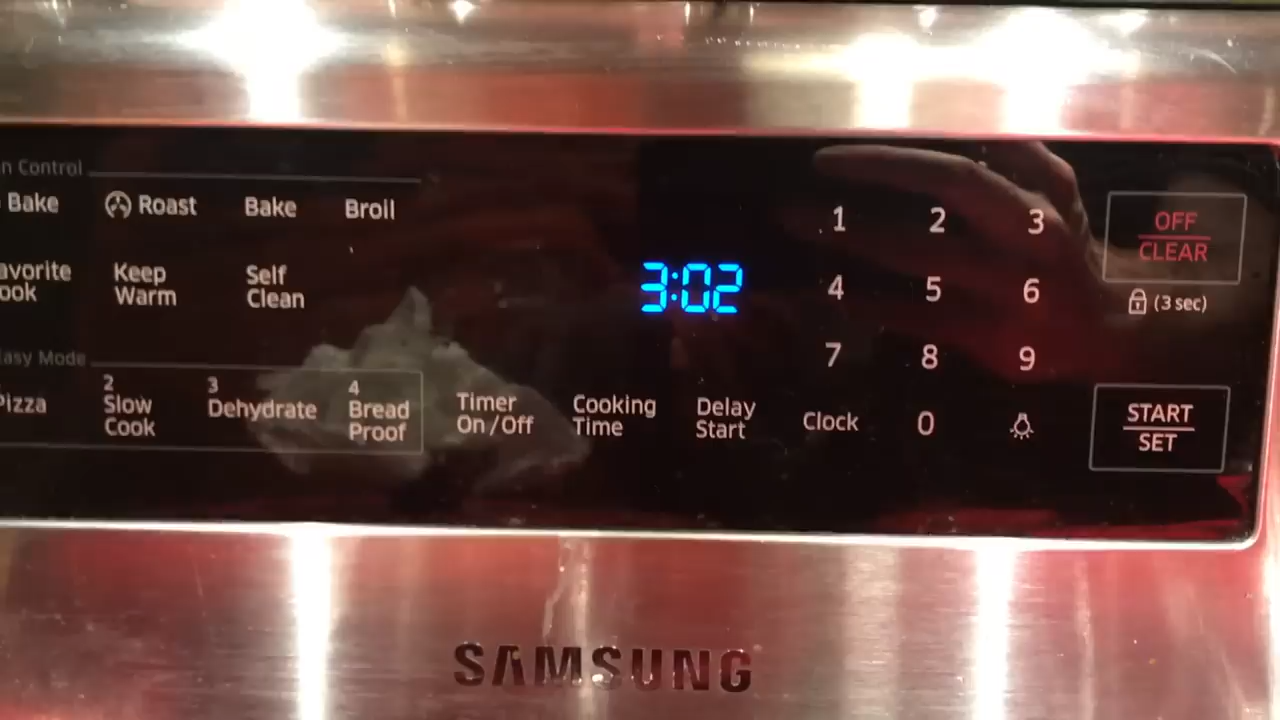 n Control
Bake Roast Bake Broil
avorite
ook
Keep
Warm
Self
Clean
asy Mode
Pizza
2
Slow
Cook
3
Dehydrate
4
Bread
Proof
Timer
On/Off
Cooking
Time
Delay
Start
Clock
3:02
1 2 3
4 5 6
7 8 9
0
OFF
CLEAR
(3 sec)
START
SET
SAMSUNG